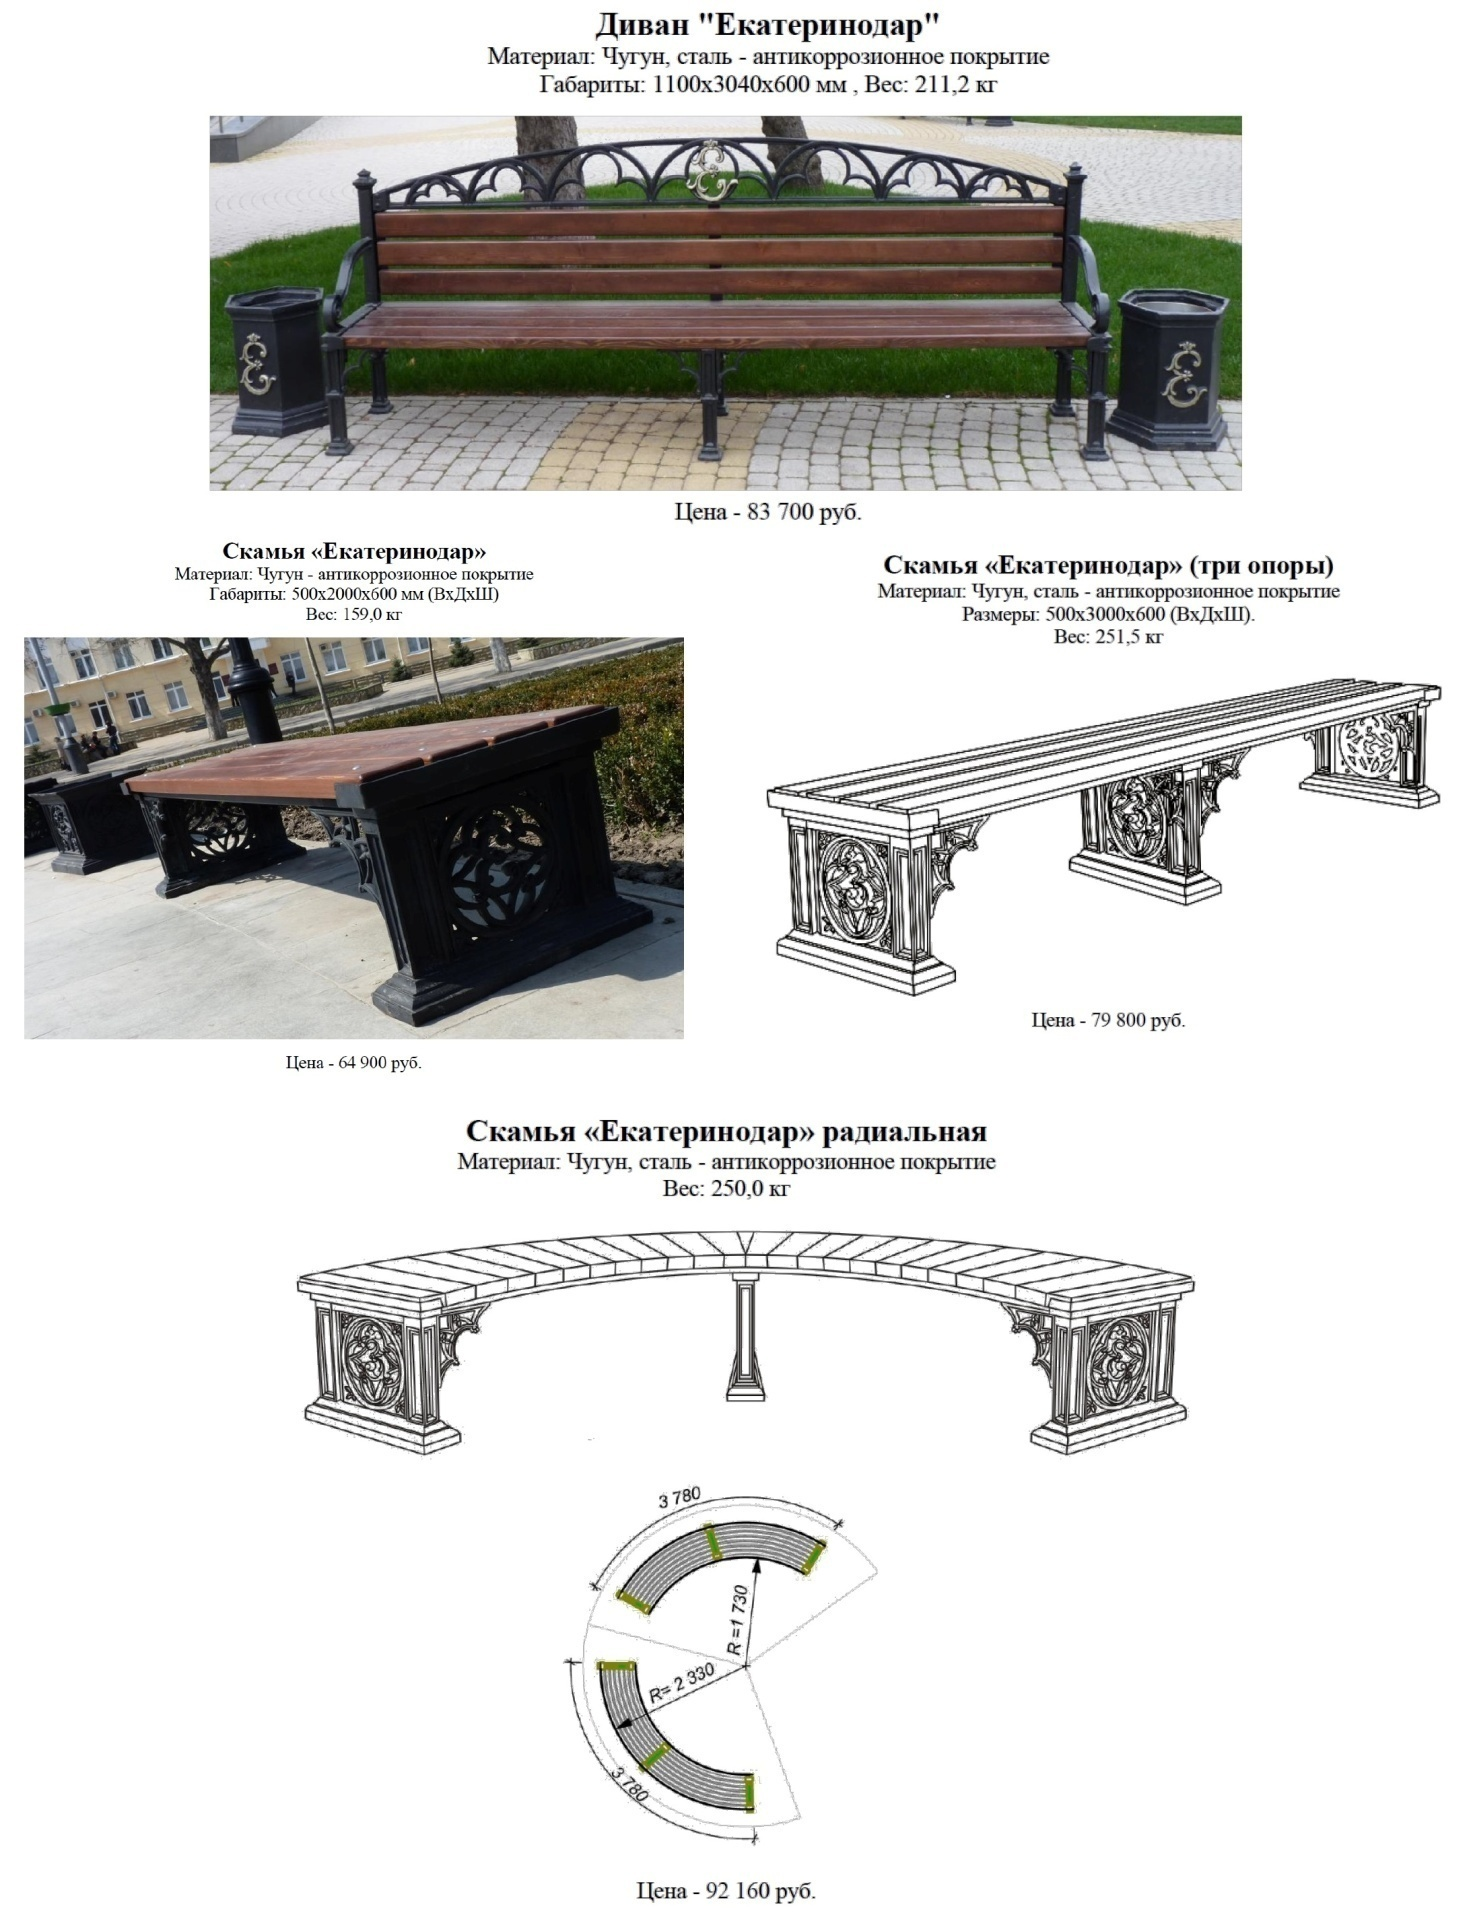 Диван "Екатеринодар"
Материал: Чугун, сталь - антикоррозионное покрытие
Габариты: 1100х3040х600 мм , Вес: 211,2 кг
Цена - 83 700 руб.
Скамья «Екатеринодар»
Материал: Чугун - антикоррозионное покрытие
Габариты: 500х2000х600 мм (ВхДхШ)
Вес: 159,0 кг
Цена - 64 900 руб.
Скамья «Екатеринодар» (три опоры)
Материал: Чугун, сталь - антикоррозионное покрытие
Размеры: 500х3000х600 (ВхДхШ).
Вес: 251,5 кг
Цена - 79 800 руб.
Скамья «Екатеринодар» радиальная
Материал: Чугун, сталь - антикоррозионное покрытие
Вес: 250,0 кг
3 780
R =1 730
R= 2 330
3 780
Цена - 92 160 руб.